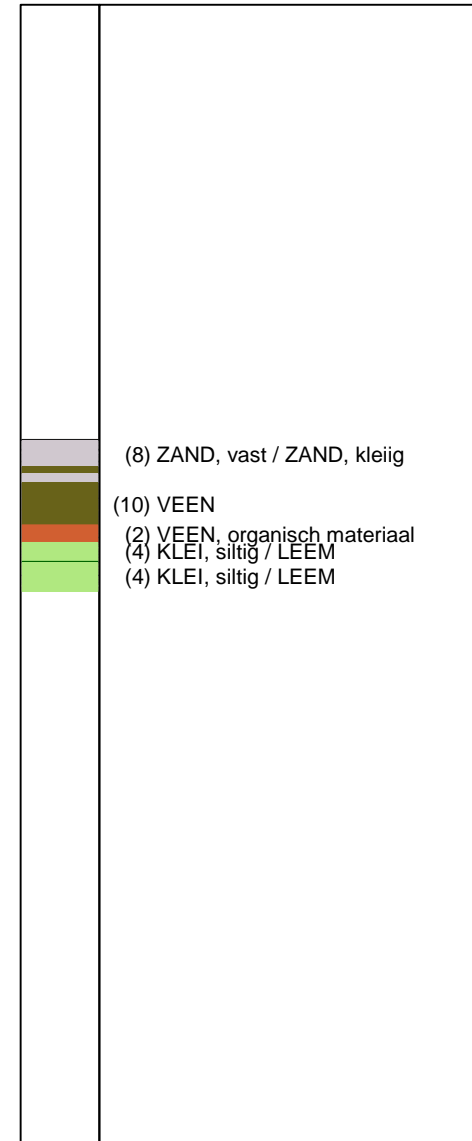 (8) ZAND, vast / ZAND, kleiig
(10) VEEN
(2) VEEN, organisch materiaal
(4) KLEI, siltig / LEEM
(4) KLEI, siltig / LEEM